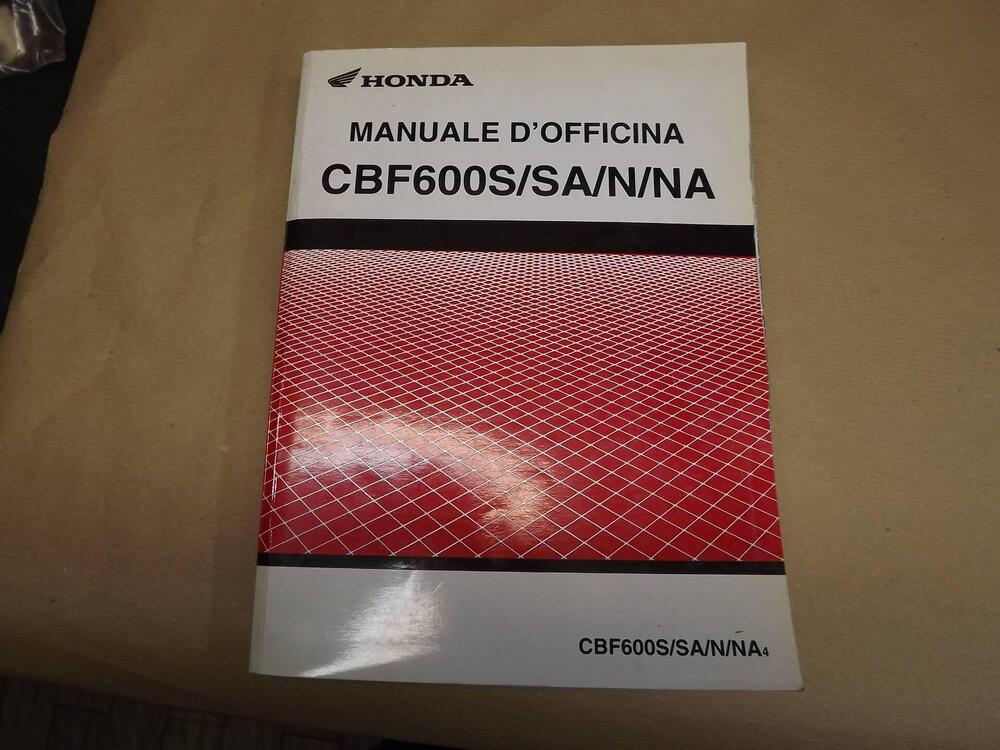 HONDA
MANUALE D'OFFICINA
CBF600S/SA/N/NA
CBF600S/SA/N/NA4